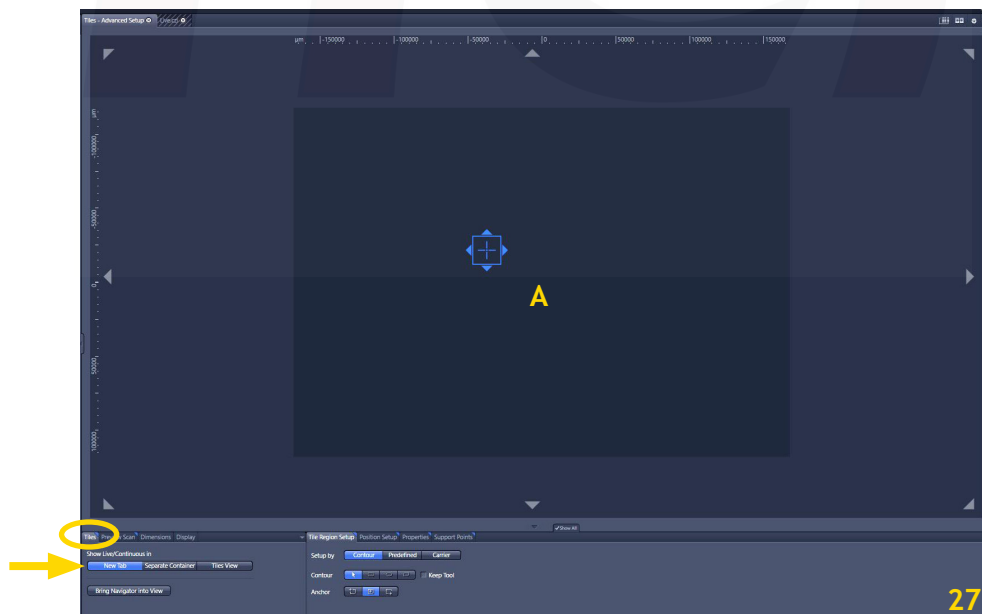 Tiles - Advanced Setup
µm -150000 -100000 -50000 0 50000 100000 150000
µm
-100000
-50000
0
A
50000
100000
Show All
Tiles Preview Scan Dimensions Display
Tile Region Setup Position Setup Properties Support Points
Show Live/Continuous in
New Tab Separate Container Tiles View
Setup by Contour Predefined Carrier
Contour Keep Tool
Bring Navigator into View
Anchor
27